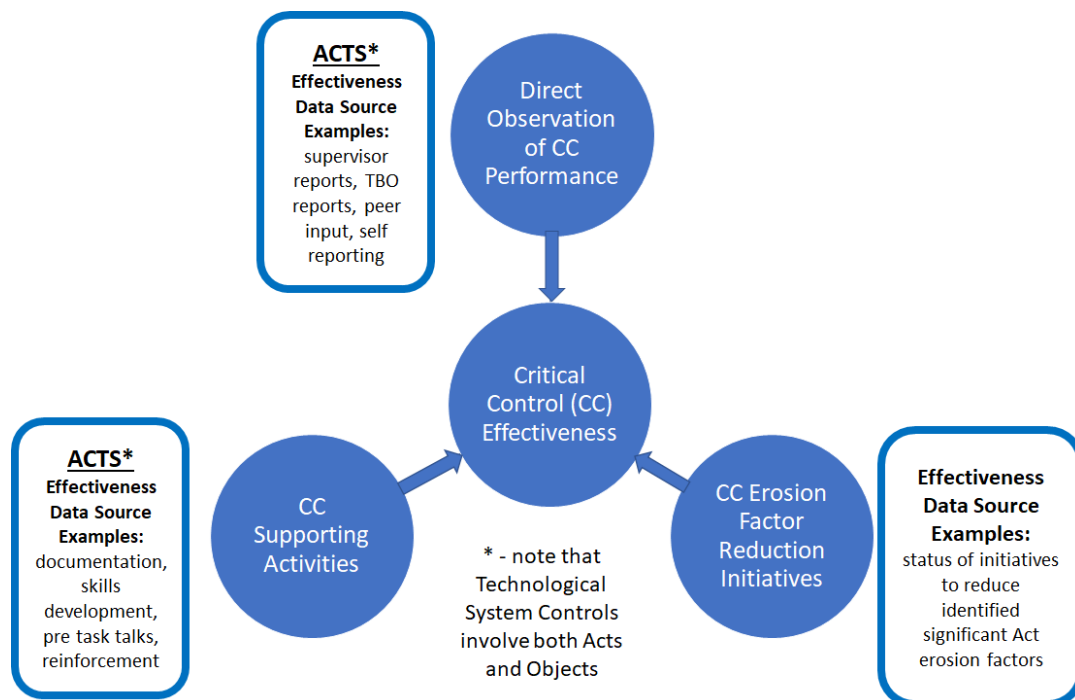 ACTS*
Effectiveness
Data Source
Examples:
supervisor
reports, TBO
reports, peer
input, self
reporting
Direct
Observation
of CC
Performance
Critical
Control (CC)
Effectiveness
ACTS*
Effectiveness
Data Source
Examples:
documentation,
skills
development,
pre task talks,
reinforcement
CC
Supporting
Activities
* - note that
Technological
System Controls
involve both Acts
and Objects
CC Erosion
Factor
Reduction
Initiatives
Effectiveness
Data Source
Examples:
status of initiatives
to reduce
identified
significant Act
erosion factors